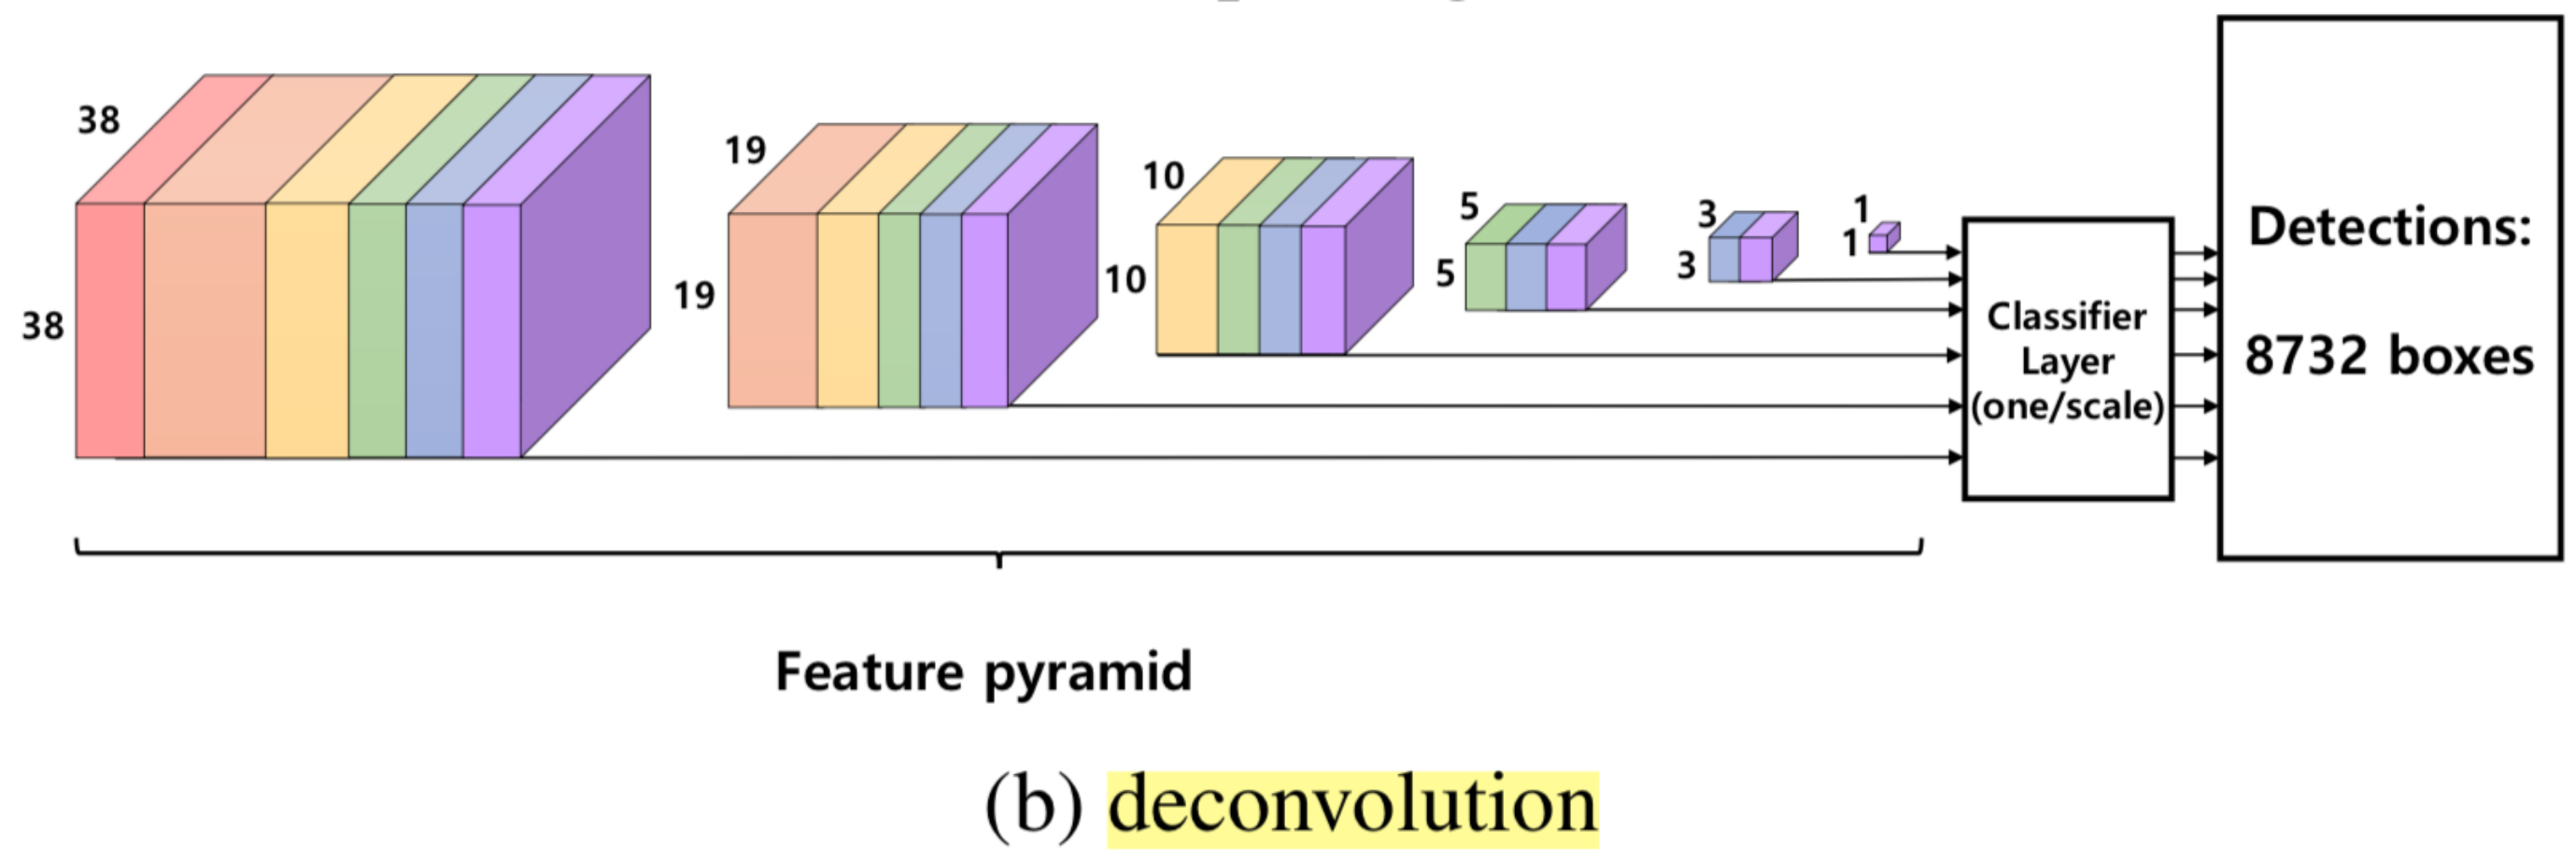 38
38
19
19
10
10
5
5
3
3
1
1
Classifier
Layer
(one/scale)
Detections:
8732 boxes
Feature pyramid
(b) deconvolution